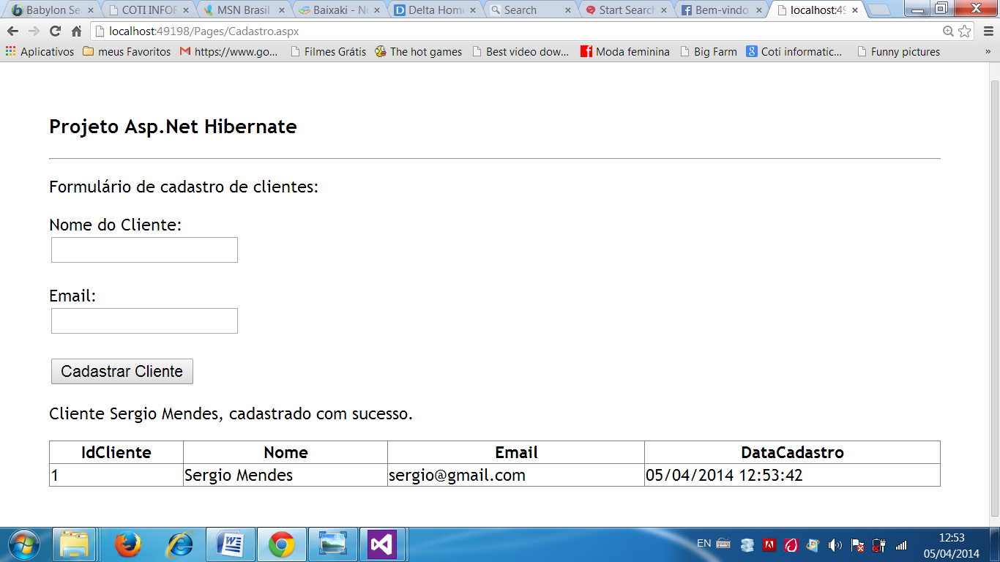 Babylon Se
COTI INFOR
MSN Brasil
Baixaki - No
Delta Home
Search
Start Search
Bem-vindo
localhost:49
localhost:49198/Pages/Cadastro.aspx
Aplicativos
meus Favoritos
https://www.go...
Filmes Grátis
The hot games
Best video dow...
Moda feminina
Big Farm
Coti informatic...
Funny pictures
»
Projeto Asp.Net Hibernate
Formulário de cadastro de clientes:
Nome do Cliente:
Email:
Cadastrar Cliente
Cliente Sergio Mendes, cadastrado com sucesso.
IdCliente Nome Email DataCadastro
1 Sergio Mendes sergio@gmail.com 05/04/2014 12:53:42
EN
12:53
05/04/2014